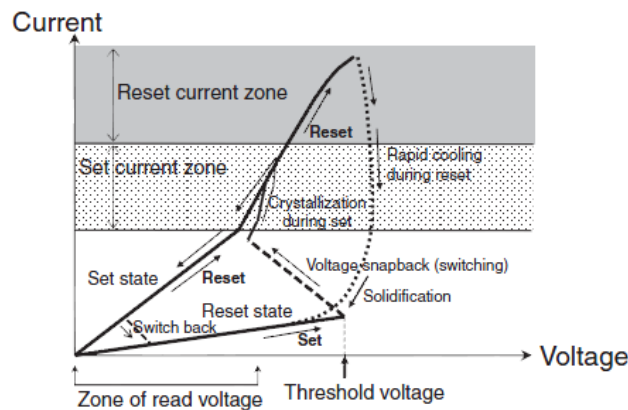 Current
Reset current zone
Reset
Set current zone
Rapid cooling
during reset
Crystallization
during set
Set state
Reset
Voltage snapback (switching)
Reset state
Solidification
Switch back
Set
Voltage
Zone of read voltage
Threshold voltage